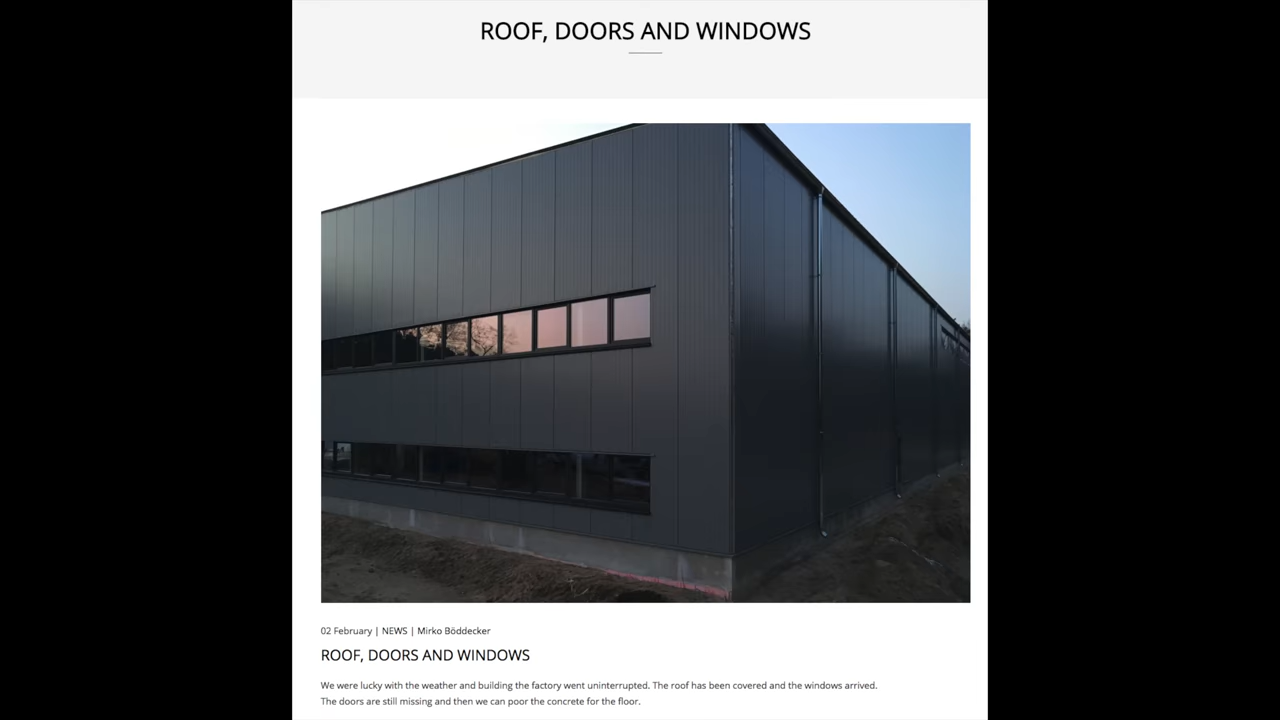 ROOF, DOORS AND WINDOWS
02 February | NEWS | Mirko Böddecker
ROOF, DOORS AND WINDOWS
We were lucky with the weather and building the factory went uninterrupted. The roof has been covered and the windows arrived.
The doors are still missing and then we can poor the concrete for the floor.